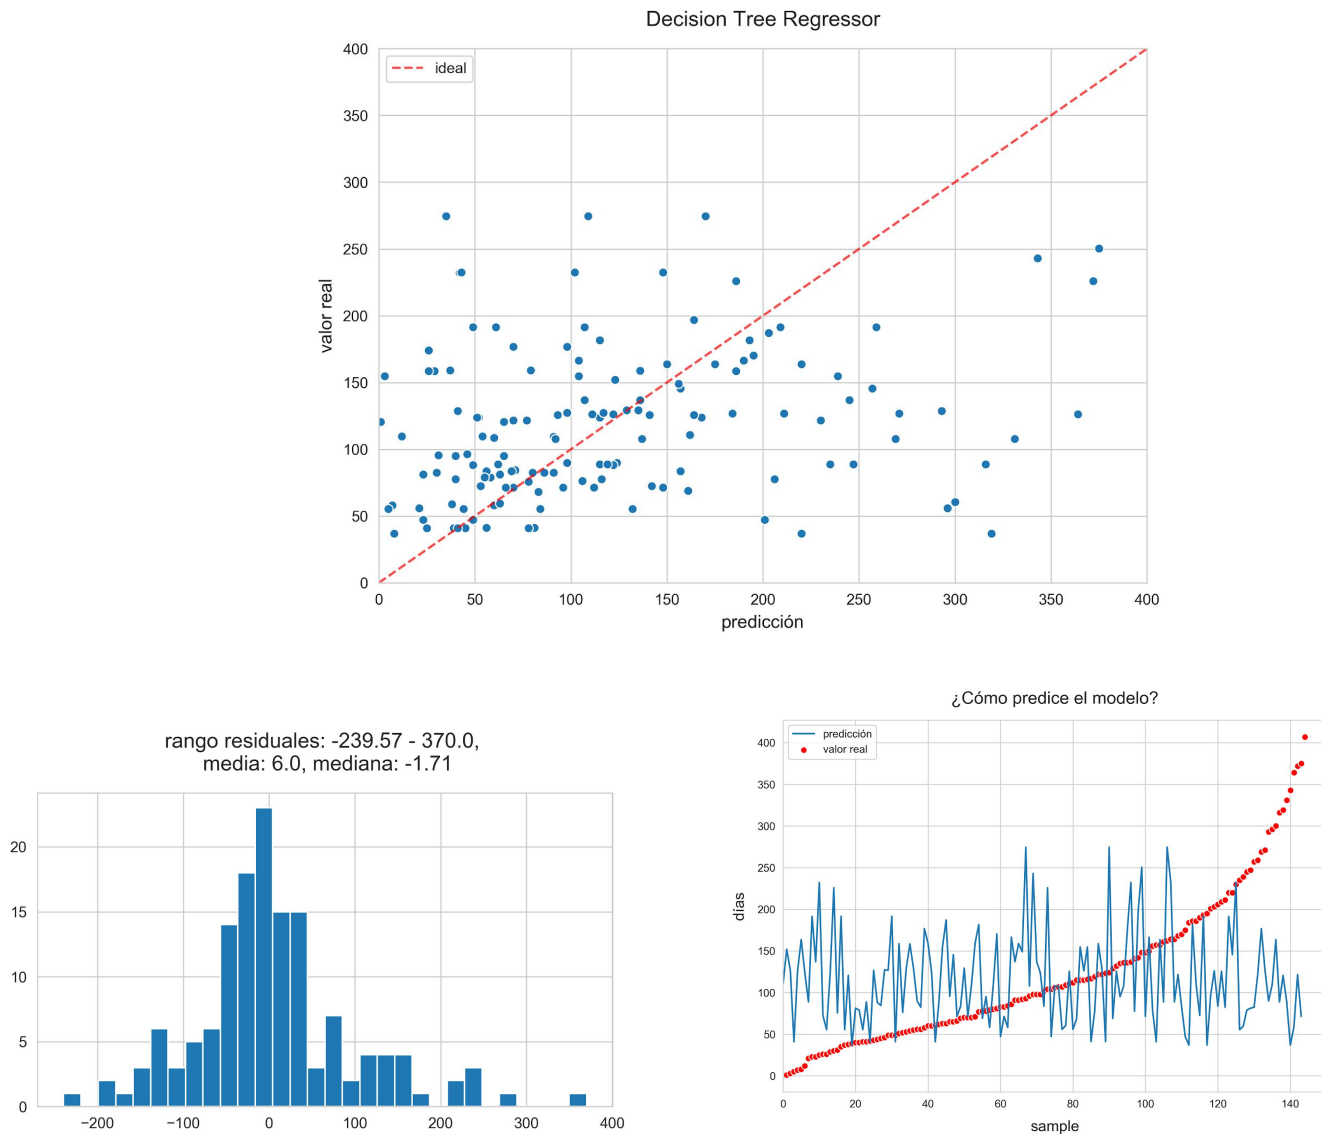 Decision Tree Regressor
400
350
300
250
200
150
100
50
0
ideal
valor real
0 50 100 150 200 250 300 350 400
predicción
rango residuales: -239.57 - 370.0,
media: 6.0, mediana: -1.71
20
15
10
5
0
−200 −100 0 100 200 300 400
¿Cómo predice el modelo?
predicción
valor real
400
350
300
250
200
150
100
50
0
días
0 20 40 60 80 100 120 140
sample